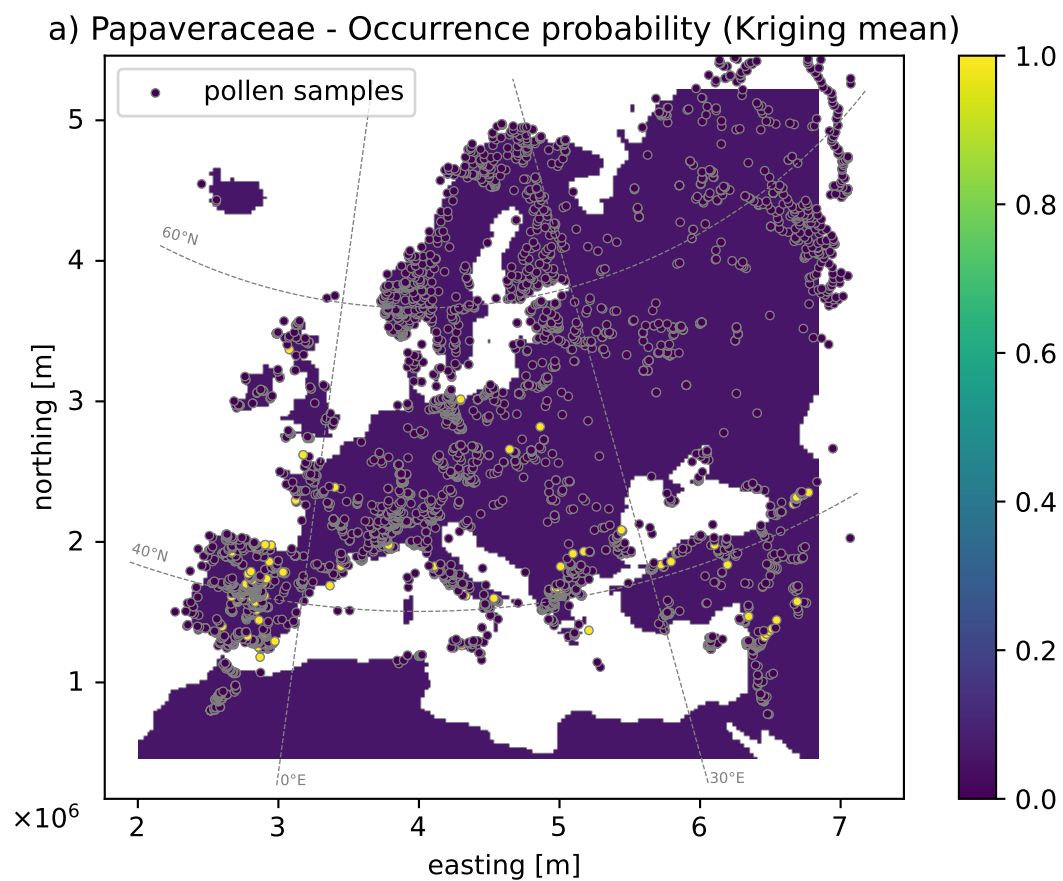 a) Papaveraceae - Occurrence probability (Kriging mean)
pollen samples
1.0
0.8
0.6
0.4
0.2
0.0
5
4
3
2
1
northing [m]
60°N
40°N
0°E
30°E
×10⁶
2
3
4
5
6
7
easting [m]